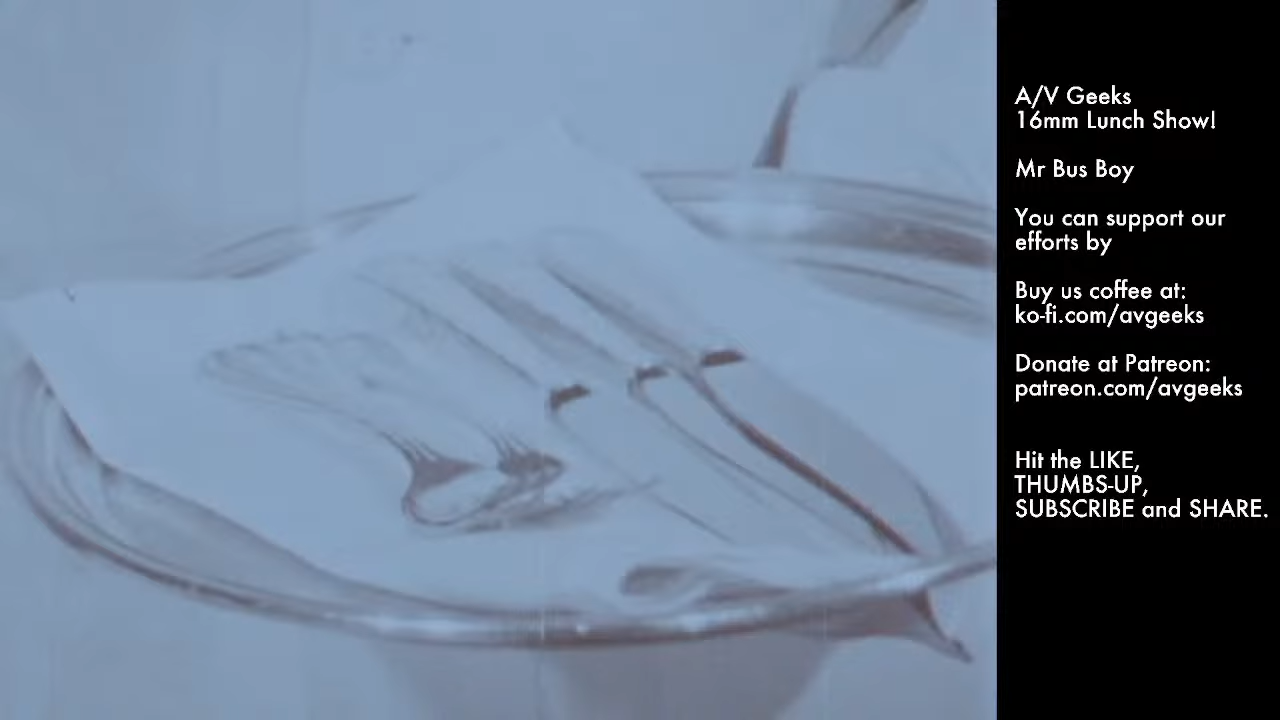 A/V Geeks
16mm Lunch Show!
Mr Bus Boy
You can support our
efforts by
Buy us coffee at:
ko-fi.com/avgeeks
Donate at Patreon:
patreon.com/avgeeks
Hit the LIKE,
THUMBS-UP,
SUBSCRIBE and SHARE.